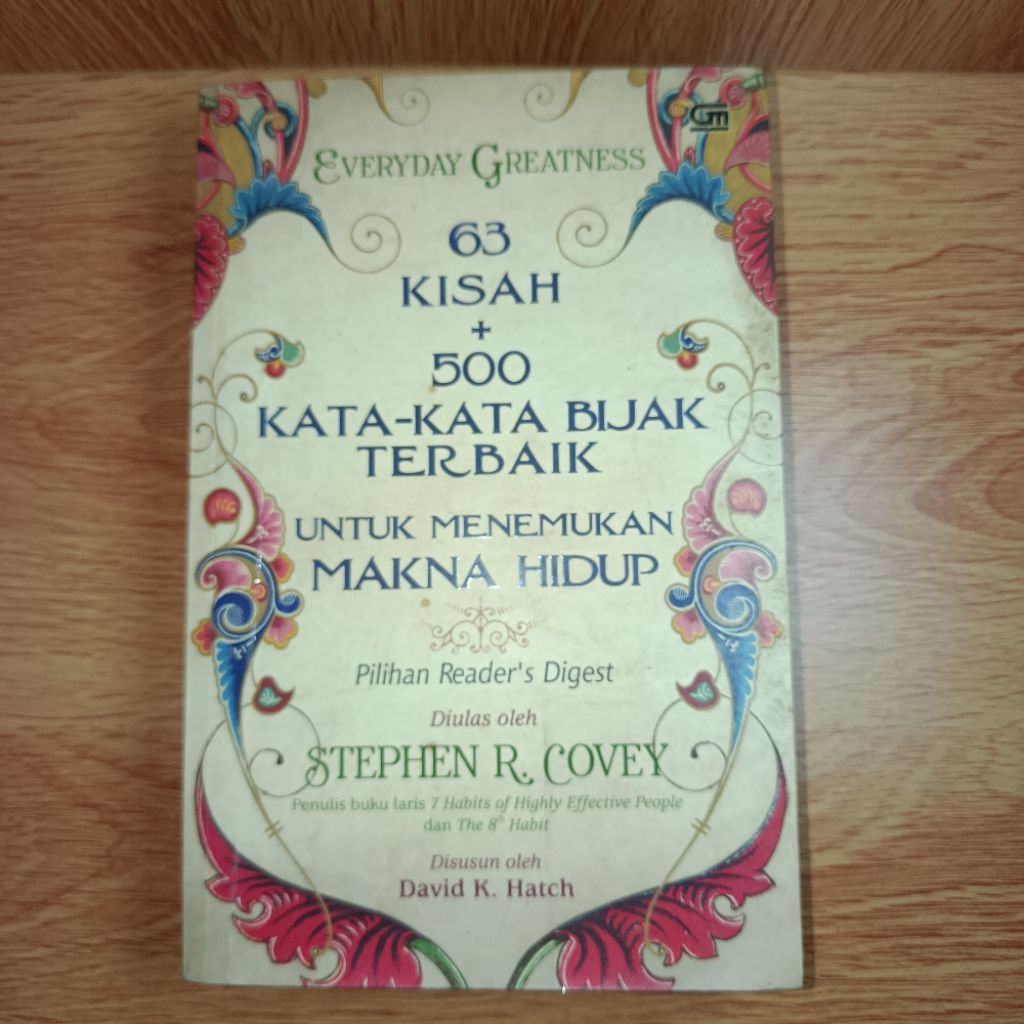 GM
EVERYDAY GREATNESS
63
KISAH
+
500
KATA-KATA BIJAK
TERBAIK
UNTUK MENEMUKAN
MAKNA HIDUP
Pilihan Reader's Digest
Diulas oleh
STEPHEN R. COVEY
Penulis buku laris 7 Habits of Highly Effective People
dan The 8th Habit
Disusun oleh
David K. Hatch